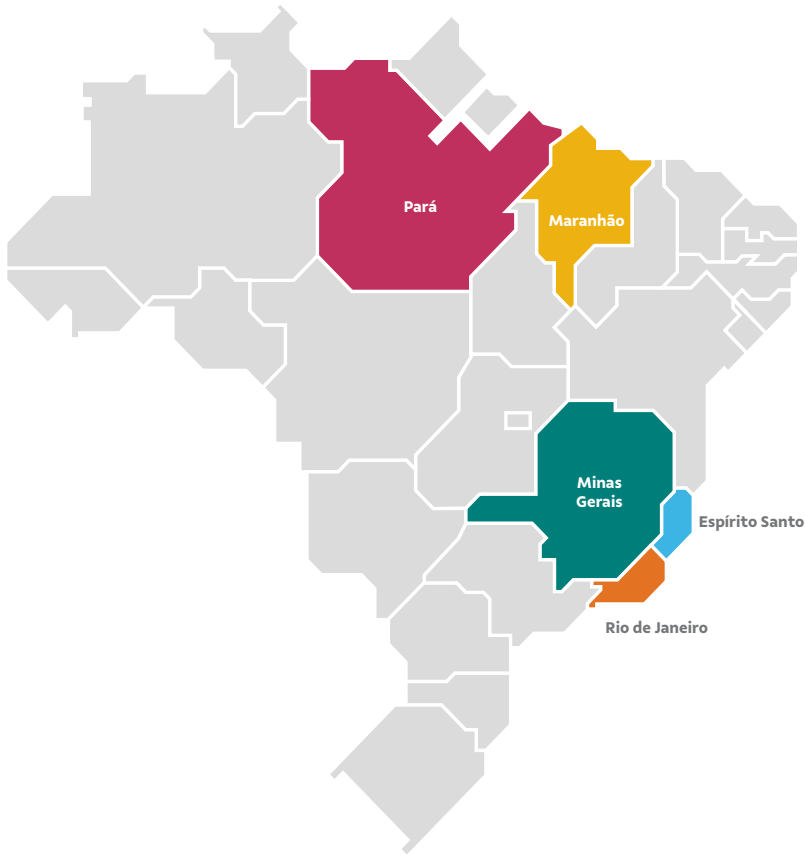 Pará
Maranhão
Minas
Gerais
Espírito Santo
Rio de Janeiro